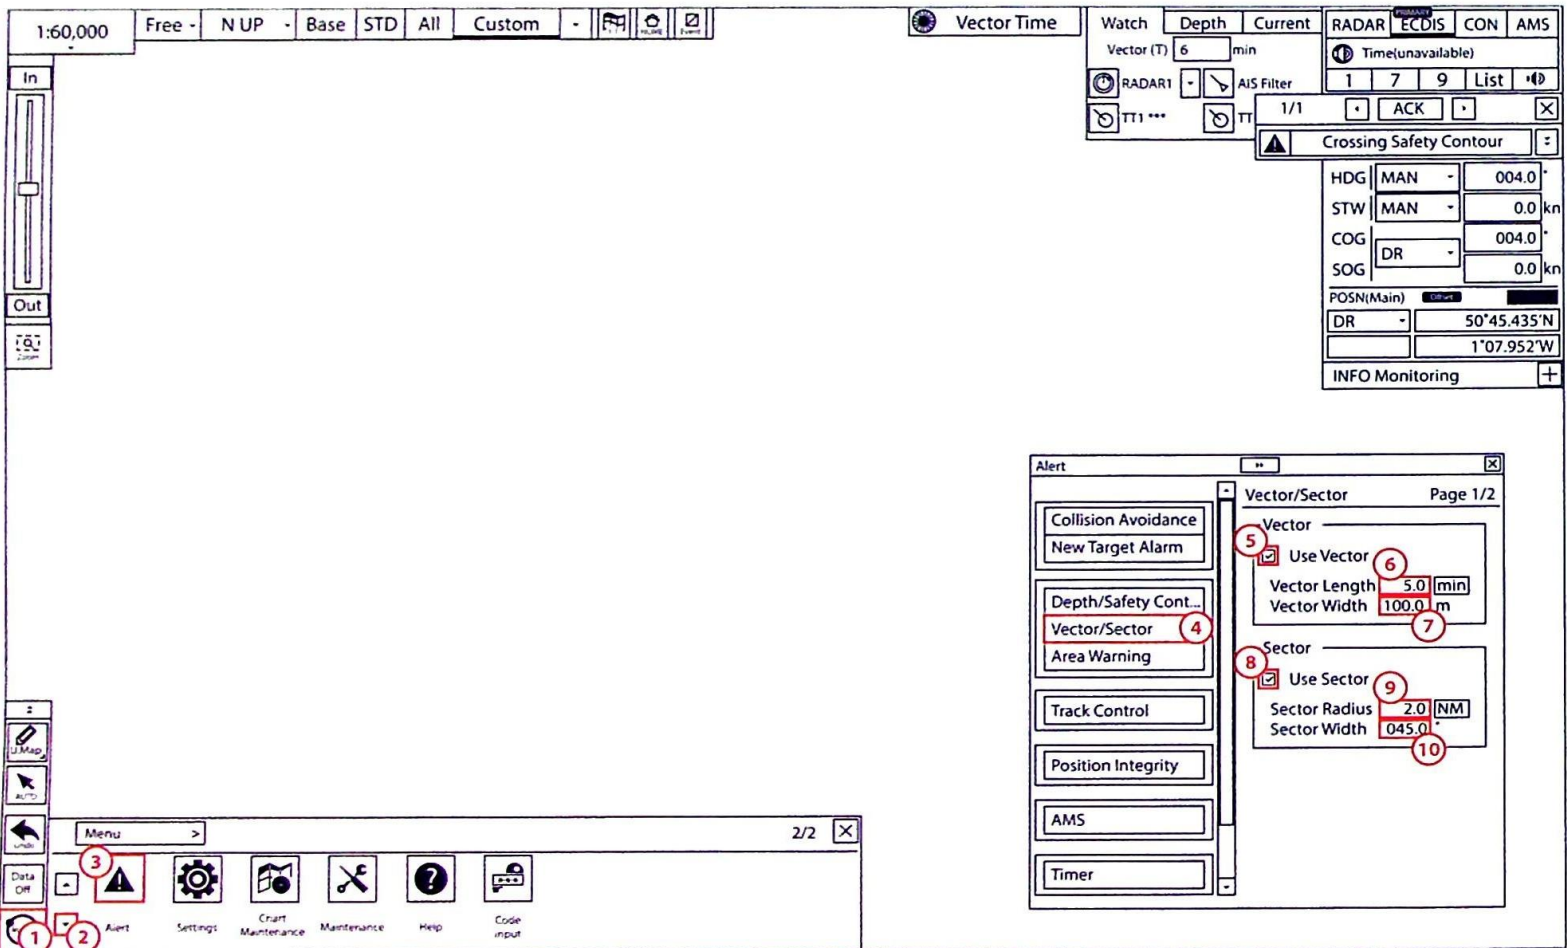 1:60,000
Free
N UP
Base
STD
All
Custom
Event
Vector Time
Watch
Depth
Current
Vector (T) 6 min
RADAR1
AIS Filter
TT1 ***
TT
RADAR
PRIMARY
ECDIS
CON
AMS
Time(unavailable)
1
7
9
List
1/1
ACK
Crossing Safety Contour
HDG MAN 004.0°
STW MAN 0.0 kn
COG 004.0°
DR
SOG 0.0 kn
POSN(Main) Offset
DR 50°45.435'N
1°07.952'W
INFO Monitoring
In
Out
Zoom
U.Map
AUTO
Undo
Data
Off
1
2
Menu >
2/2
3
Alert
Settings
Chart
Maintenance
Maintenance
Help
Code
input
Alert
Collision Avoidance
New Target Alarm
Depth/Safety Cont...
Vector/Sector 4
Area Warning
Track Control
Position Integrity
AMS
Timer
Vector/Sector Page 1/2
Vector
5
Use Vector
6
Vector Length 5.0 min
Vector Width 100.0 m
7
Sector
8
Use Sector
9
Sector Radius 2.0 NM
Sector Width 045.0°
10